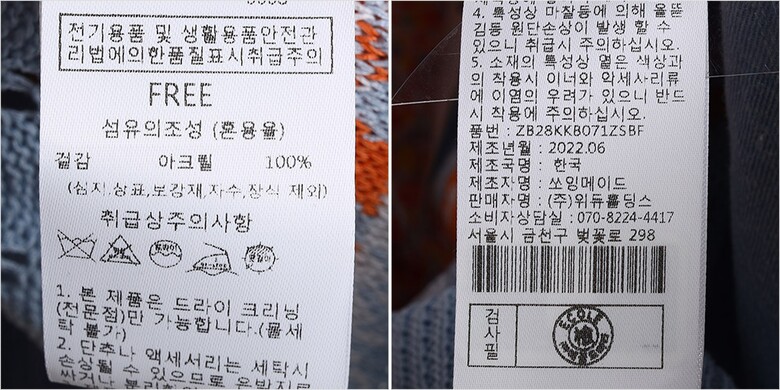 전기용품 및 생활용품안전관
리법에의한품질표시취급주의
FREE
섬유의조성 (혼용율)
겉감 아크릴 100%
(심지,상표,보강재,자수,장식 제외)
취급상주의사항
1. 본 제품은 드라이 크리닝
(전문점)만 가능합니다.(물세
탁 불가)
2. 단추나 액세서리는 세탁시
손상될 수 있으므로
4. 특성상 마찰등에 의해 올뜯
김등 원단손상이 발생 할 수
있으니 취급시 주의하십시오.
5. 소재의 특성상 옅은 색상과
의 착용시 이너와 악세사리류
에 이염의 우려가 있으니 반드
시 착용에 주의하십시오.
품번 : ZB28KKB071ZSBF
제조년월 : 2022.06
제조국명 : 한국
제조자명 : 쏘잉메이드
판매자명 : (주)위듀홀딩스
소비자상담실 : 070-8224-4417
서울시 금천구 벚꽃로 298
검사필
ECOLE